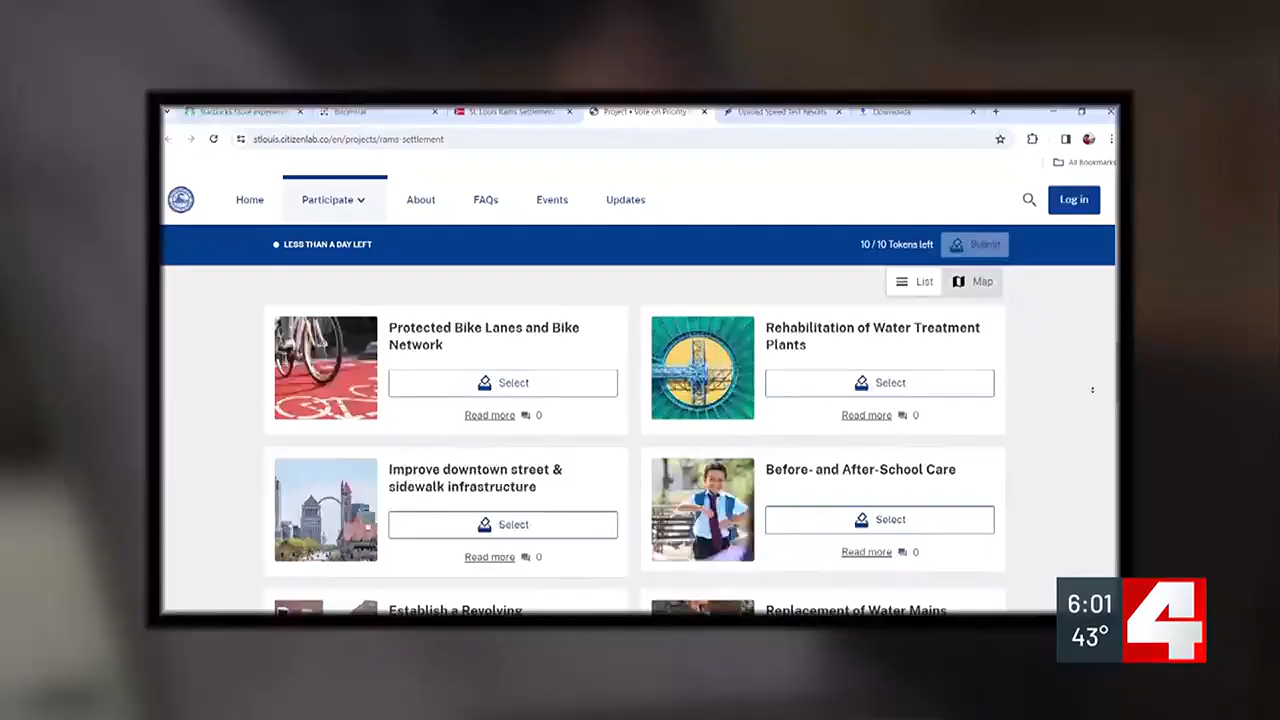 Starbucks Store experience
Biocentral
St. Louis Rams Settlement
Project • Vote on Priority
Upload Speed Test Results
Downloads
stlouis.citizenlab.co/en/projects/rams-settlement
All Bookmarks
Home
Participate
About
FAQs
Events
Updates
Log in
LESS THAN A DAY LEFT
10 / 10 Tokens left
Submit
List
Map
Protected Bike Lanes and Bike
Network
Select
Read more 0
Rehabilitation of Water Treatment
Plants
Select
Read more 0
Improve downtown street &
sidewalk infrastructure
Select
Read more 0
Before- and After-School Care
Select
Read more 0
Establish a Revolving
Replacement of Water Mains
6:01
43°
4